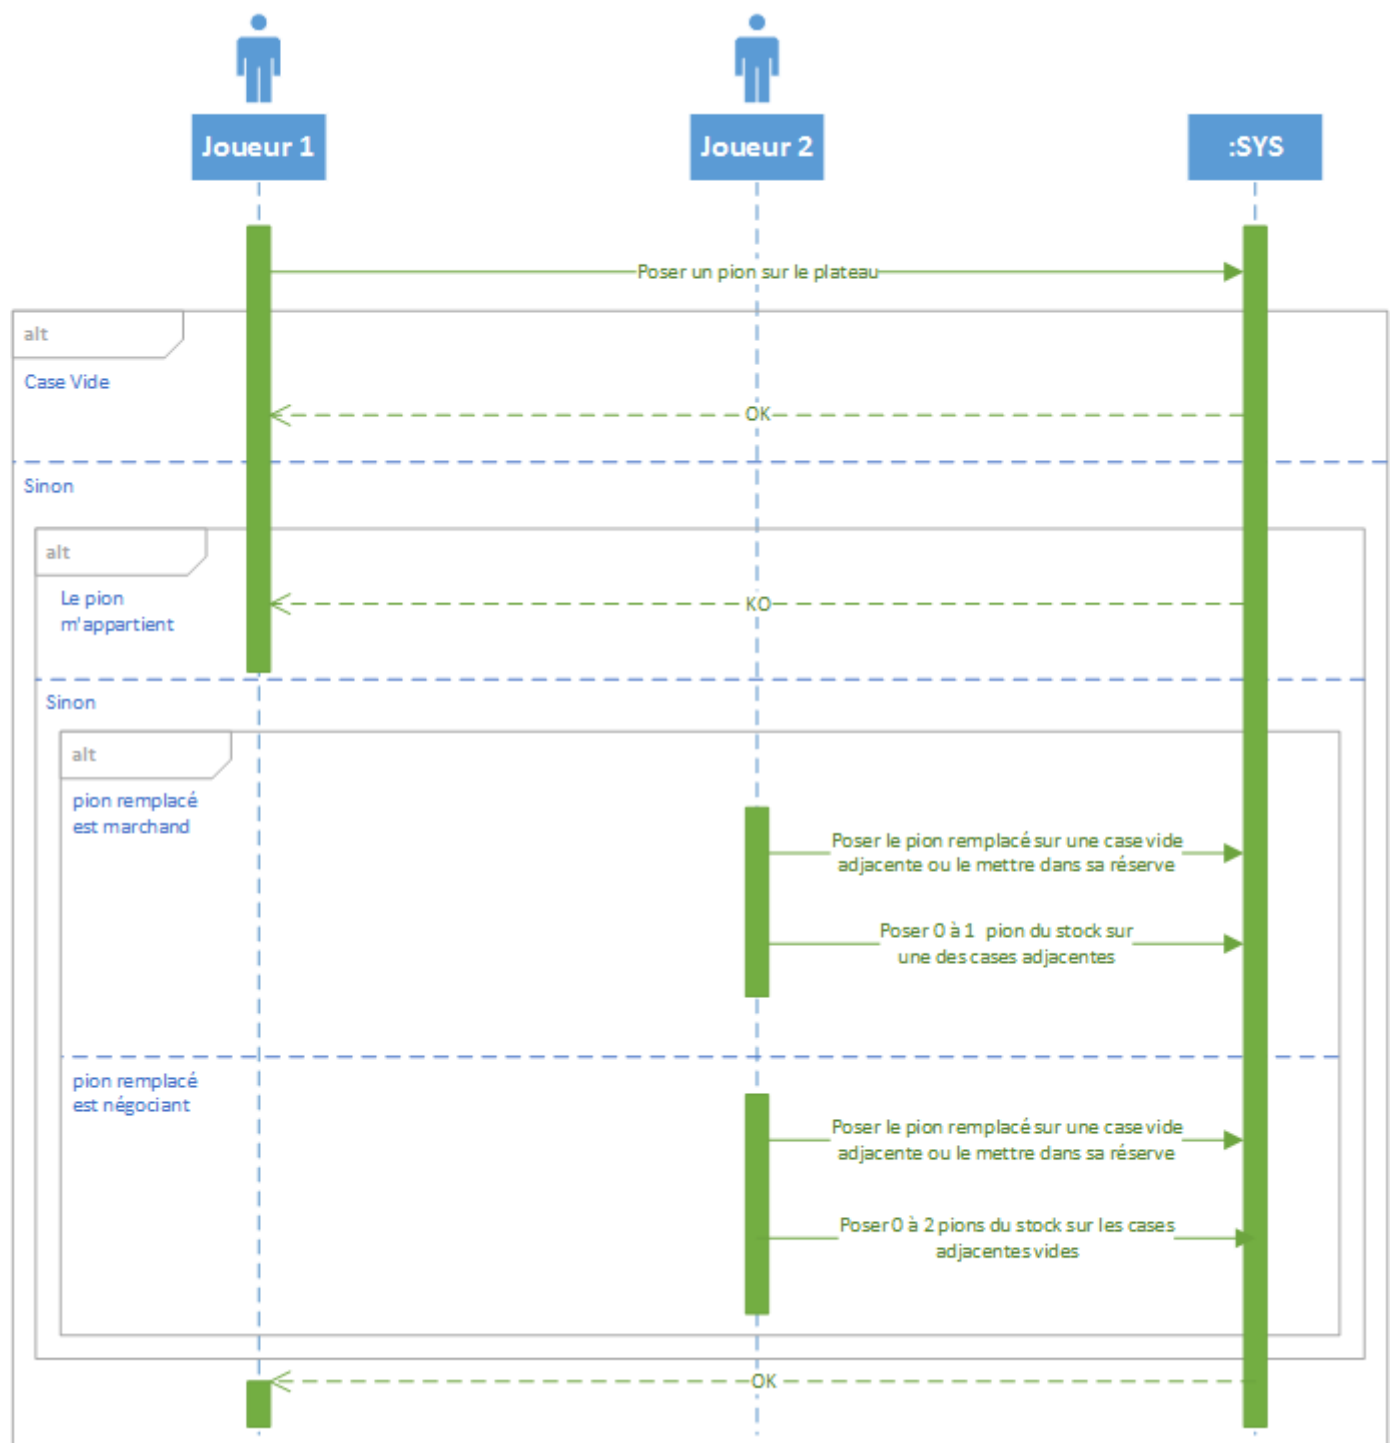 Joueur 1
Joueur 2
:SYS
Poser un pion sur le plateau
alt
Case Vide
OK
Sinon
alt
Le pion
m'appartient
KO
Sinon
alt
pion remplacé
est marchand
Poser le pion remplacé sur une case vide
adjacente ou le mettre dans sa réserve
Poser 0 à 1 pion du stock sur
une des cases adjacentes
pion remplacé
est négociant
Poser le pion remplacé sur une case vide
adjacente ou le mettre dans sa réserve
Poser 0 à 2 pions du stock sur les cases
adjacentes vides
OK